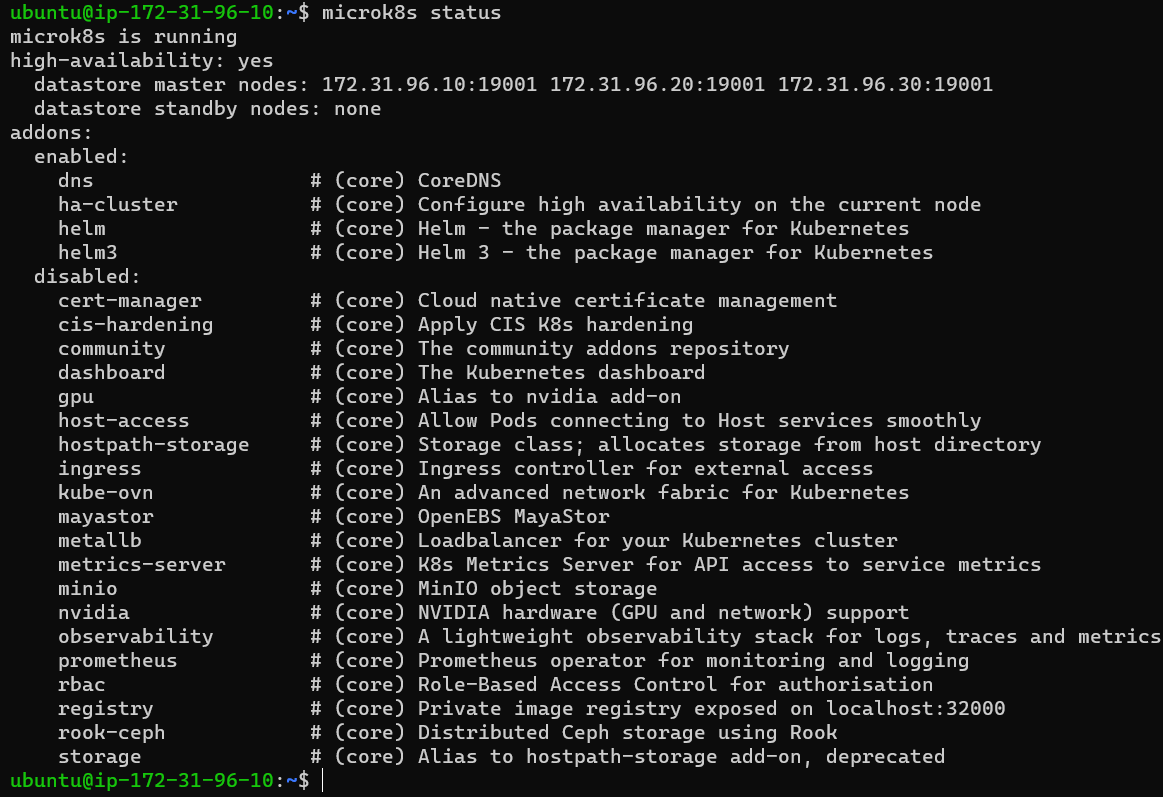 ubuntu@ip-172-31-96-10:~$ microk8s status
microk8s is running
high-availability: yes
  datastore master nodes: 172.31.96.10:19001 172.31.96.20:19001 172.31.96.30:19001
  datastore standby nodes: none
addons:
  enabled:
    dns                  # (core) CoreDNS
    ha-cluster           # (core) Configure high availability on the current node
    helm                 # (core) Helm - the package manager for Kubernetes
    helm3                # (core) Helm 3 - the package manager for Kubernetes
  disabled:
    cert-manager         # (core) Cloud native certificate management
    cis-hardening        # (core) Apply CIS K8s hardening
    community            # (core) The community addons repository
    dashboard            # (core) The Kubernetes dashboard
    gpu                  # (core) Alias to nvidia add-on
    host-access          # (core) Allow Pods connecting to Host services smoothly
    hostpath-storage     # (core) Storage class; allocates storage from host directory
    ingress              # (core) Ingress controller for external access
    kube-ovn             # (core) An advanced network fabric for Kubernetes
    mayastor             # (core) OpenEBS MayaStor
    metallb              # (core) Loadbalancer for your Kubernetes cluster
    metrics-server       # (core) K8s Metrics Server for API access to service metrics
    minio                # (core) MinIO object storage
    nvidia               # (core) NVIDIA hardware (GPU and network) support
    observability        # (core) A lightweight observability stack for logs, traces and metrics
    prometheus           # (core) Prometheus operator for monitoring and logging
    rbac                 # (core) Role-Based Access Control for authorisation
    registry             # (core) Private image registry exposed on localhost:32000
    rook-ceph            # (core) Distributed Ceph storage using Rook
    storage              # (core) Alias to hostpath-storage add-on, deprecated
ubuntu@ip-172-31-96-10:~$